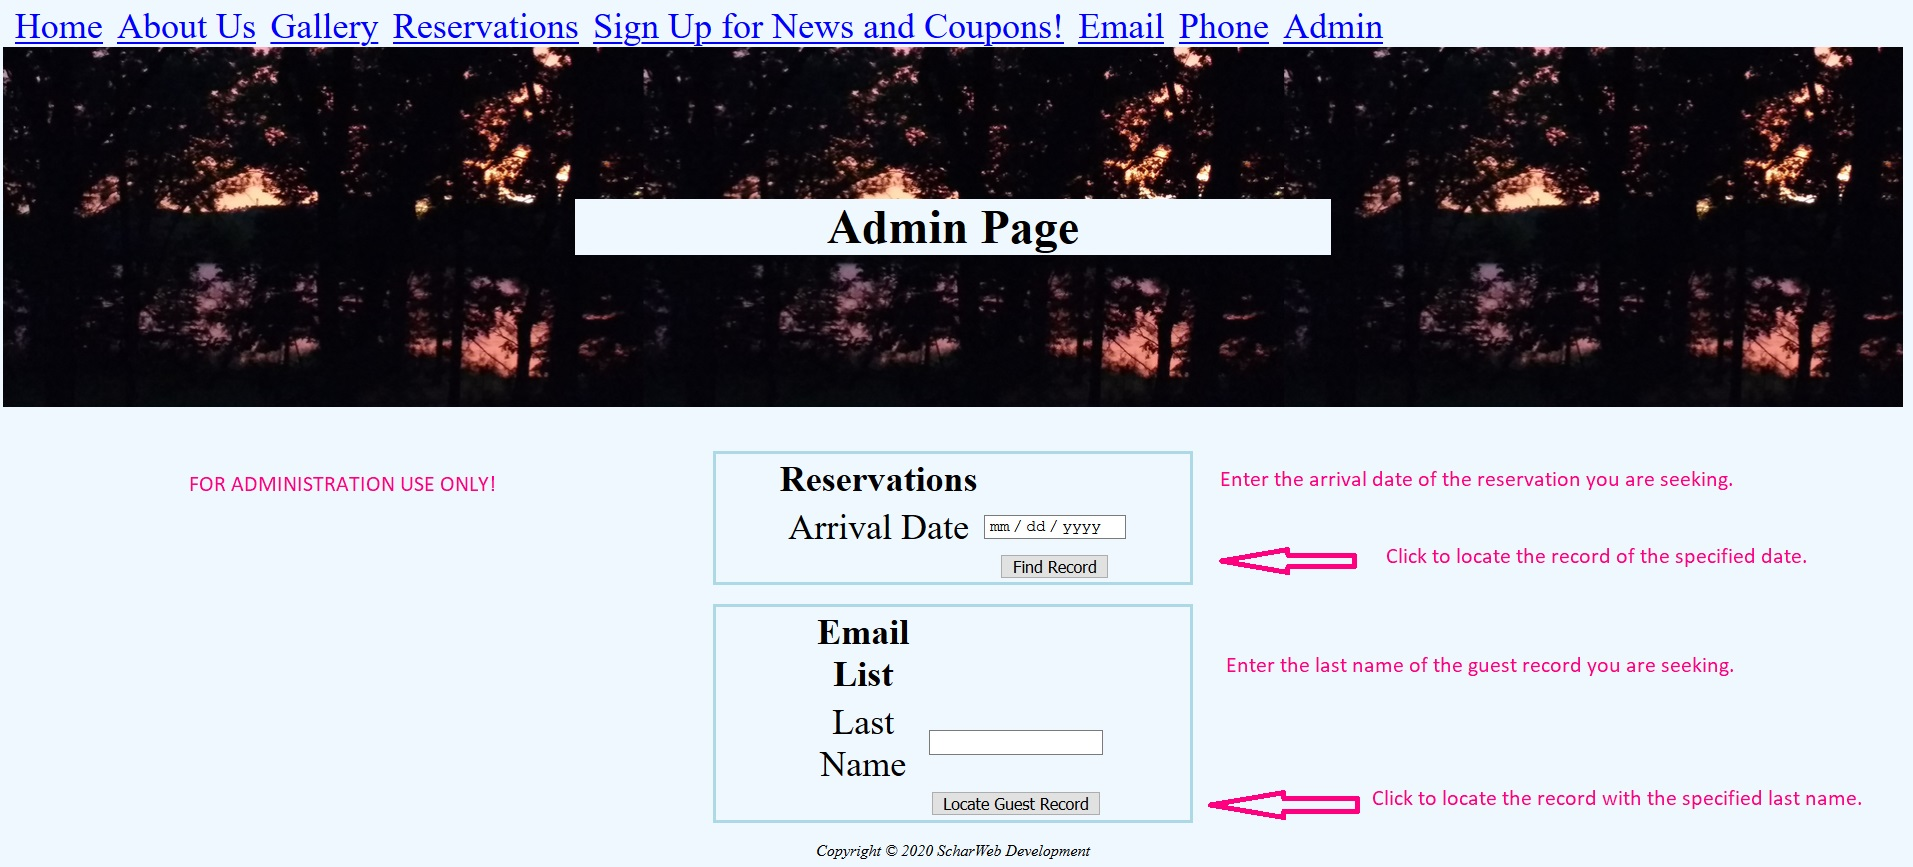 Home About Us Gallery Reservations Sign Up for News and Coupons! Email Phone Admin
Admin Page
FOR ADMINISTRATION USE ONLY!
Reservations
Enter the arrival date of the reservation you are seeking.
Arrival Date mm / dd / yyyy
Find Record
Click to locate the record of the specified date.
Email
List
Enter the last name of the guest record you are seeking.
Last
Name
Locate Guest Record
Click to locate the record with the specified last name.
Copyright © 2020 ScharWeb Development